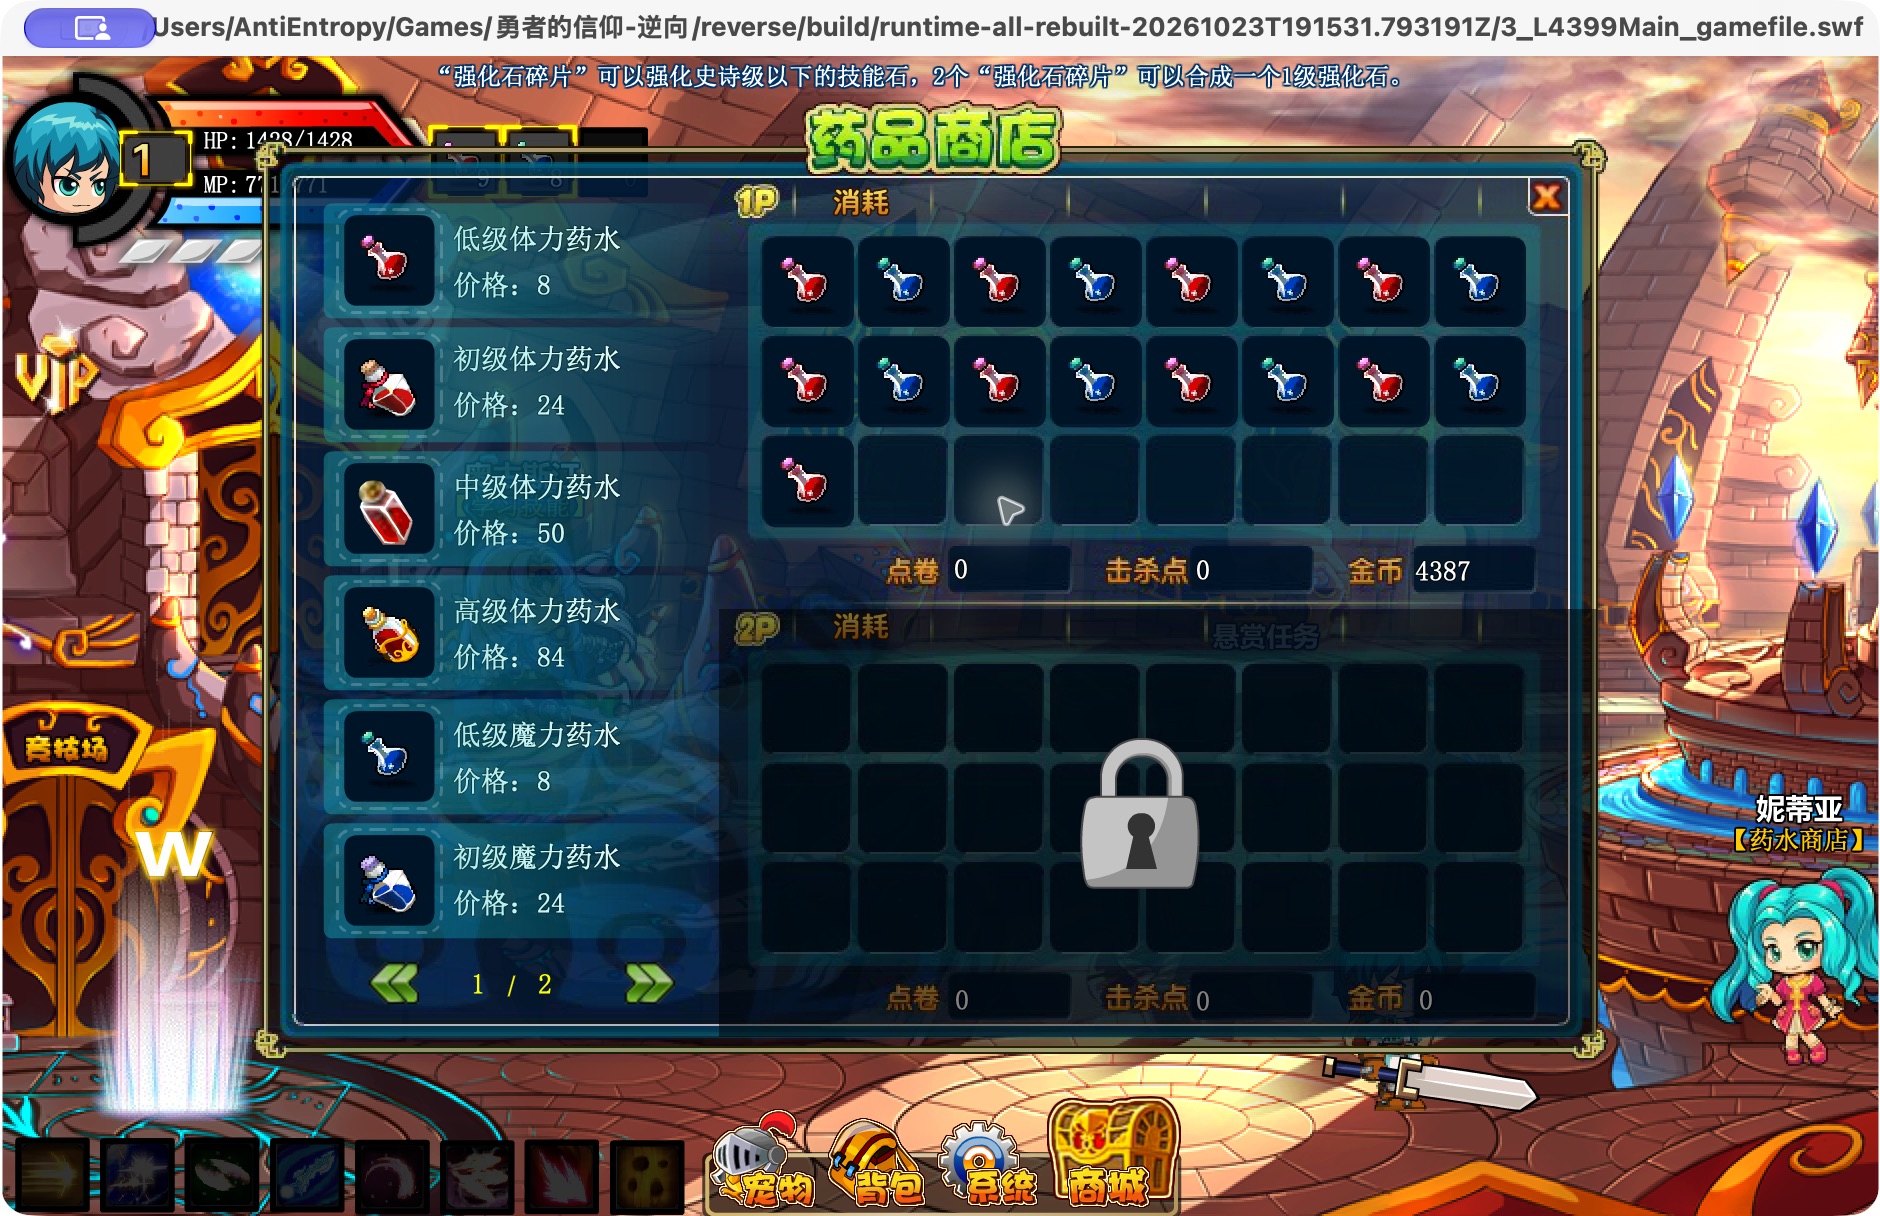 /Users/AntiEntropy/Games/勇者的信仰-逆向/reverse/build/runtime-all-rebuilt-20261023T191531.793191Z/3_L4399Main_gamefile.swf
“强化石碎片”可以强化史诗级以下的技能石，2个“强化石碎片”可以合成一个1级强化石。
药品商店
1
HP: 1428/1428
MP: 771/771
9
8
0
1P
消耗
X
低级体力药水
价格：8
初级体力药水
价格：24
中级体力药水
价格：50
高级体力药水
价格：84
低级魔力药水
价格：8
初级魔力药水
价格：24
1 / 2
点卷 0
击杀点 0
金币 4387
2P
消耗
悬赏任务
点卷 0
击杀点 0
金币 0
VIP
竞技场
W
妮蒂亚
【药水商店】
宠物
背包
系统
商城